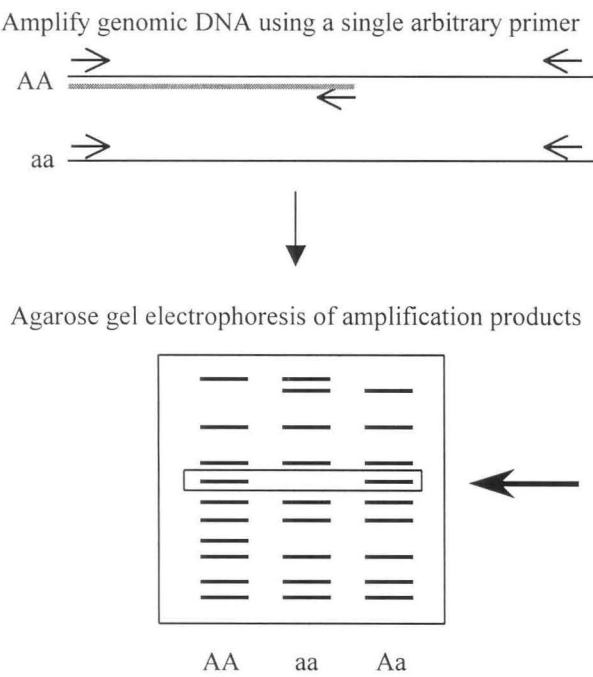 Amplify genomic DNA using a single arbitrary primer
AA
aa
Agarose gel electrophoresis of amplification products
AA aa Aa